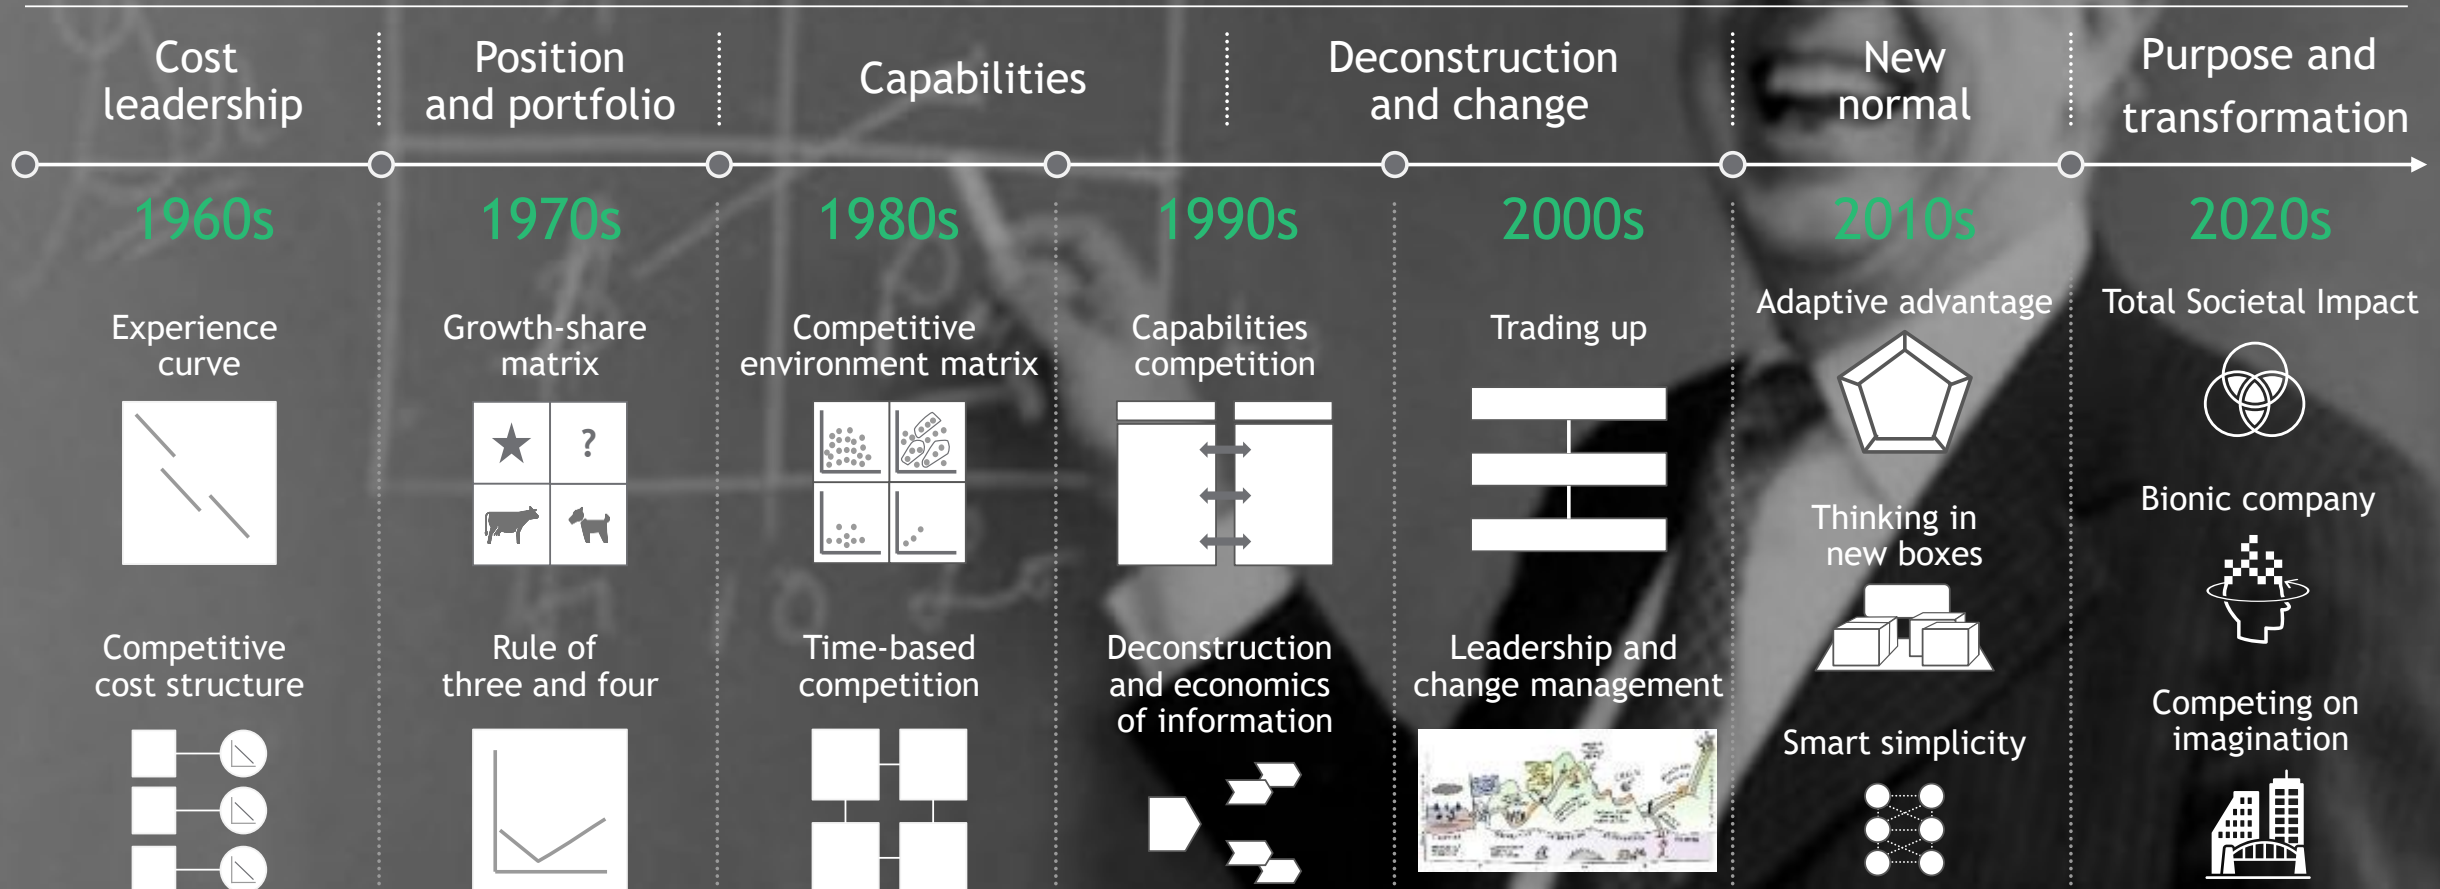 Cost
leadership
Position
and portfolio
Capabilities
Deconstruction
and change
New
normal
Purpose and
transformation
1960s
1970s
1980s
1990s
2000s
2010s
2020s
Experience
curve
Competitive
cost structure
Growth-share
matrix
?
Rule of
three and four
Competitive
environment matrix
Time-based
competition
Capabilities
competition
Deconstruction
and economics
of information
Trading up
Leadership and
change management
Adaptive advantage
Thinking in
new boxes
Smart simplicity
Total Societal Impact
Bionic company
Competing on
imagination